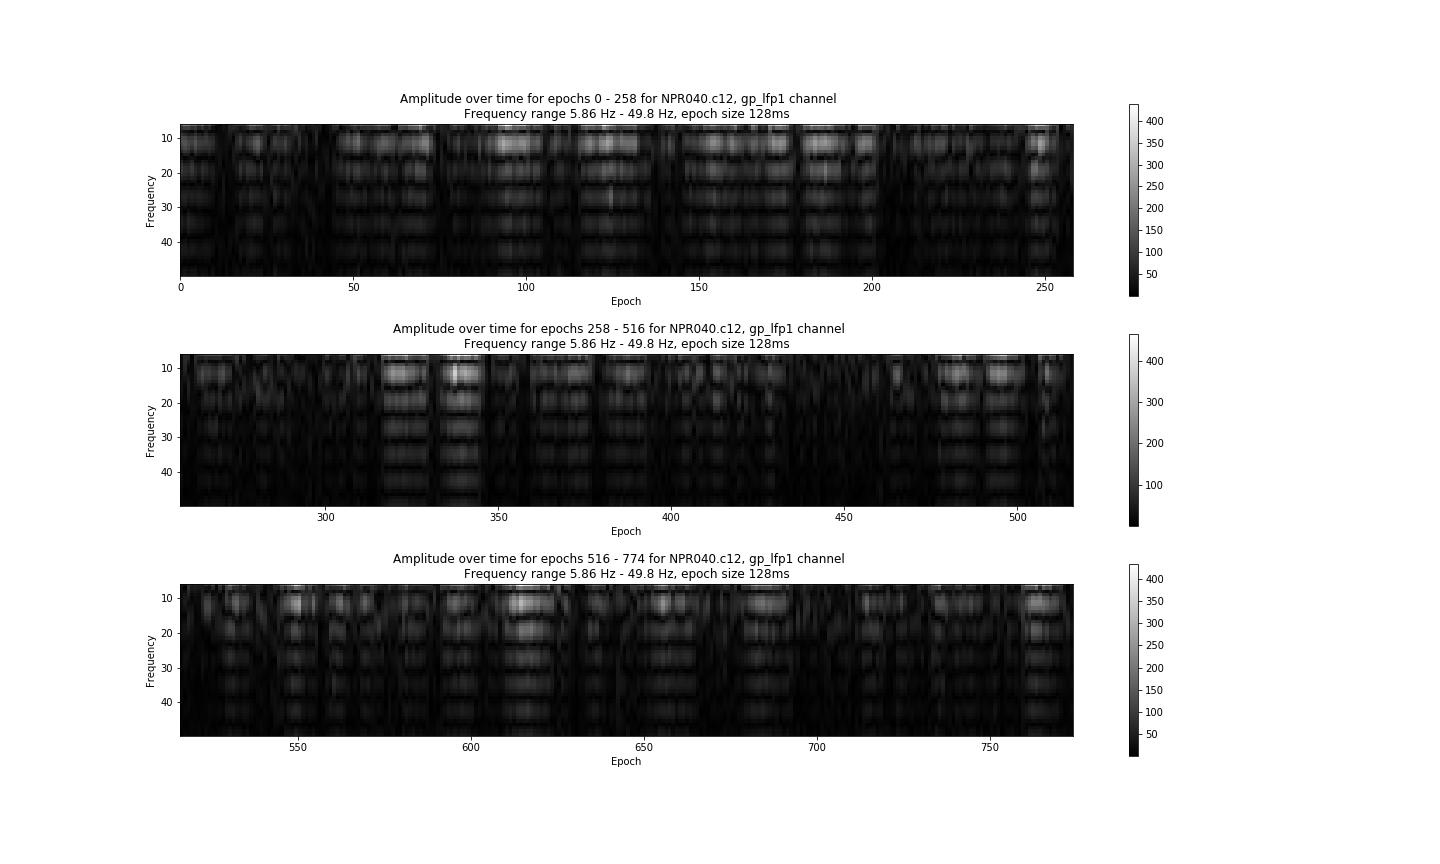 Amplitude over time for epochs 0 - 258 for NPR040.c12, gp_lfp1 channel
Frequency range 5.86 Hz - 49.8 Hz, epoch size 128ms
Frequency
10
20
30
40
0 50 100 150 200 250
Epoch
400
350
300
250
200
150
100
50
Amplitude over time for epochs 258 - 516 for NPR040.c12, gp_lfp1 channel
Frequency range 5.86 Hz - 49.8 Hz, epoch size 128ms
Frequency
10
20
30
40
300 350 400 450 500
Epoch
400
300
200
100
Amplitude over time for epochs 516 - 774 for NPR040.c12, gp_lfp1 channel
Frequency range 5.86 Hz - 49.8 Hz, epoch size 128ms
Frequency
10
20
30
40
550 600 650 700 750
Epoch
400
350
300
250
200
150
100
50